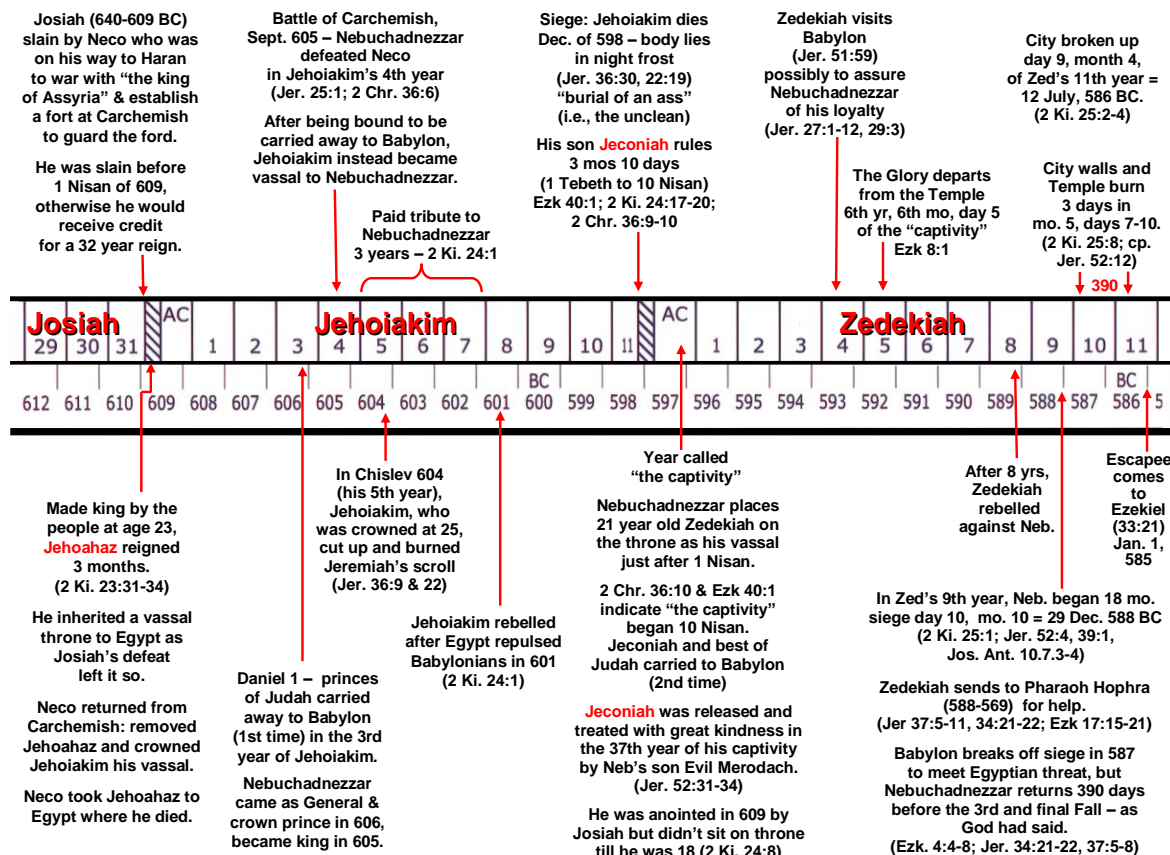 Josiah (640-609 BC)
slain by Neco who was
on his way to Haran
to war with “the king
of Assyria” & establish
a fort at Carchemish
to guard the ford.
He was slain before
1 Nisan of 609,
otherwise he would
receive credit
for a 32 year reign.
Battle of Carchemish,
Sept. 605 – Nebuchadnezzar
defeated Neco
in Jehoiakim’s 4th year
(Jer. 25:1; 2 Chr. 36:6)
After being bound to be
carried away to Babylon,
Jehoiakim instead became
vassal to Nebuchadnezzar.
Paid tribute to
Nebuchadnezzar
3 years – 2 Ki. 24:1
Siege: Jehoiakim dies
Dec. of 598 – body lies
in night frost
(Jer. 36:30, 22:19)
“burial of an ass”
(i.e., the unclean)
His son Jeconiah rules
3 mos 10 days
(1 Tebeth to 10 Nisan)
Ezk 40:1; 2 Ki. 24:17-20;
2 Chr. 36:9-10
Zedekiah visits
Babylon
(Jer. 51:59)
possibly to assure
Nebuchadnezzar
of his loyalty
(Jer. 27:1-12, 29:3)
The Glory departs
from the Temple
6th yr, 6th mo, day 5
of the “captivity”
Ezk 8:1
City broken up
day 9, month 4,
of Zed’s 11th year =
12 July, 586 BC.
(2 Ki. 25:2-4)
City walls and
Temple burn
3 days in
mo. 5, days 7-10.
(2 Ki. 25:8; cp.
Jer. 52:12)
390
AC AC
Josiah Jehoiakim Zedekiah
29 30 31 1 2 3 4 5 6 7 8 9 10 11 1 2 3 4 5 6 7 8 9 10 11
BC BC
612 611 610 609 608 607 606 605 604 603 602 601 600 599 598 597 596 595 594 593 592 591 590 589 588 587 586 5
Made king by the
people at age 23,
Jehoahaz reigned
3 months.
(2 Ki. 23:31-34)
He inherited a vassal
throne to Egypt as
Josiah’s defeat
left it so.
Neco returned from
Carchemish: removed
Jehoahaz and crowned
Jehoiakim his vassal.
Neco took Jehoahaz to
Egypt where he died.
Daniel 1 – princes
of Judah carried
away to Babylon
(1st time) in the 3rd
year of Jehoiakim.
Nebuchadnezzar
came as General &
crown prince in 606,
became king in 605.
In Chislev 604
(his 5th year),
Jehoiakim, who
was crowned at 25,
cut up and burned
Jeremiah’s scroll
(Jer. 36:9 & 22)
Jehoiakim rebelled
after Egypt repulsed
Babylonians in 601
(2 Ki. 24:1)
Year called
“the captivity”
Nebuchadnezzar places
21 year old Zedekiah on
the throne as his vassal
just after 1 Nisan.
2 Chr. 36:10 & Ezk 40:1
indicate “the captivity”
began 10 Nisan.
Jeconiah and best of
Judah carried to Babylon
(2nd time)
Jeconiah was released and
treated with great kindness in
the 37th year of his captivity
by Neb’s son Evil Merodach.
(Jer. 52:31-34)
He was anointed in 609 by
Josiah but didn’t sit on throne
till he was 18 (2 Ki. 24:8)
After 8 yrs,
Zedekiah
rebelled
against Neb.
Escapee
comes
to
Ezekiel
(33:21)
Jan. 1,
585
In Zed’s 9th year, Neb. began 18 mo.
siege day 10, mo. 10 = 29 Dec. 588 BC
(2 Ki. 25:1; Jer. 52:4, 39:1,
Jos. Ant. 10.7.3-4)
Zedekiah sends to Pharaoh Hophra
(588-569) for help.
(Jer 37:5-11, 34:21-22; Ezk 17:15-21)
Babylon breaks off siege in 587
to meet Egyptian threat, but
Nebuchadnezzar returns 390 days
before the 3rd and final Fall – as
God had said.
(Ezk. 4:4-8; Jer. 34:21-22, 37:5-8)